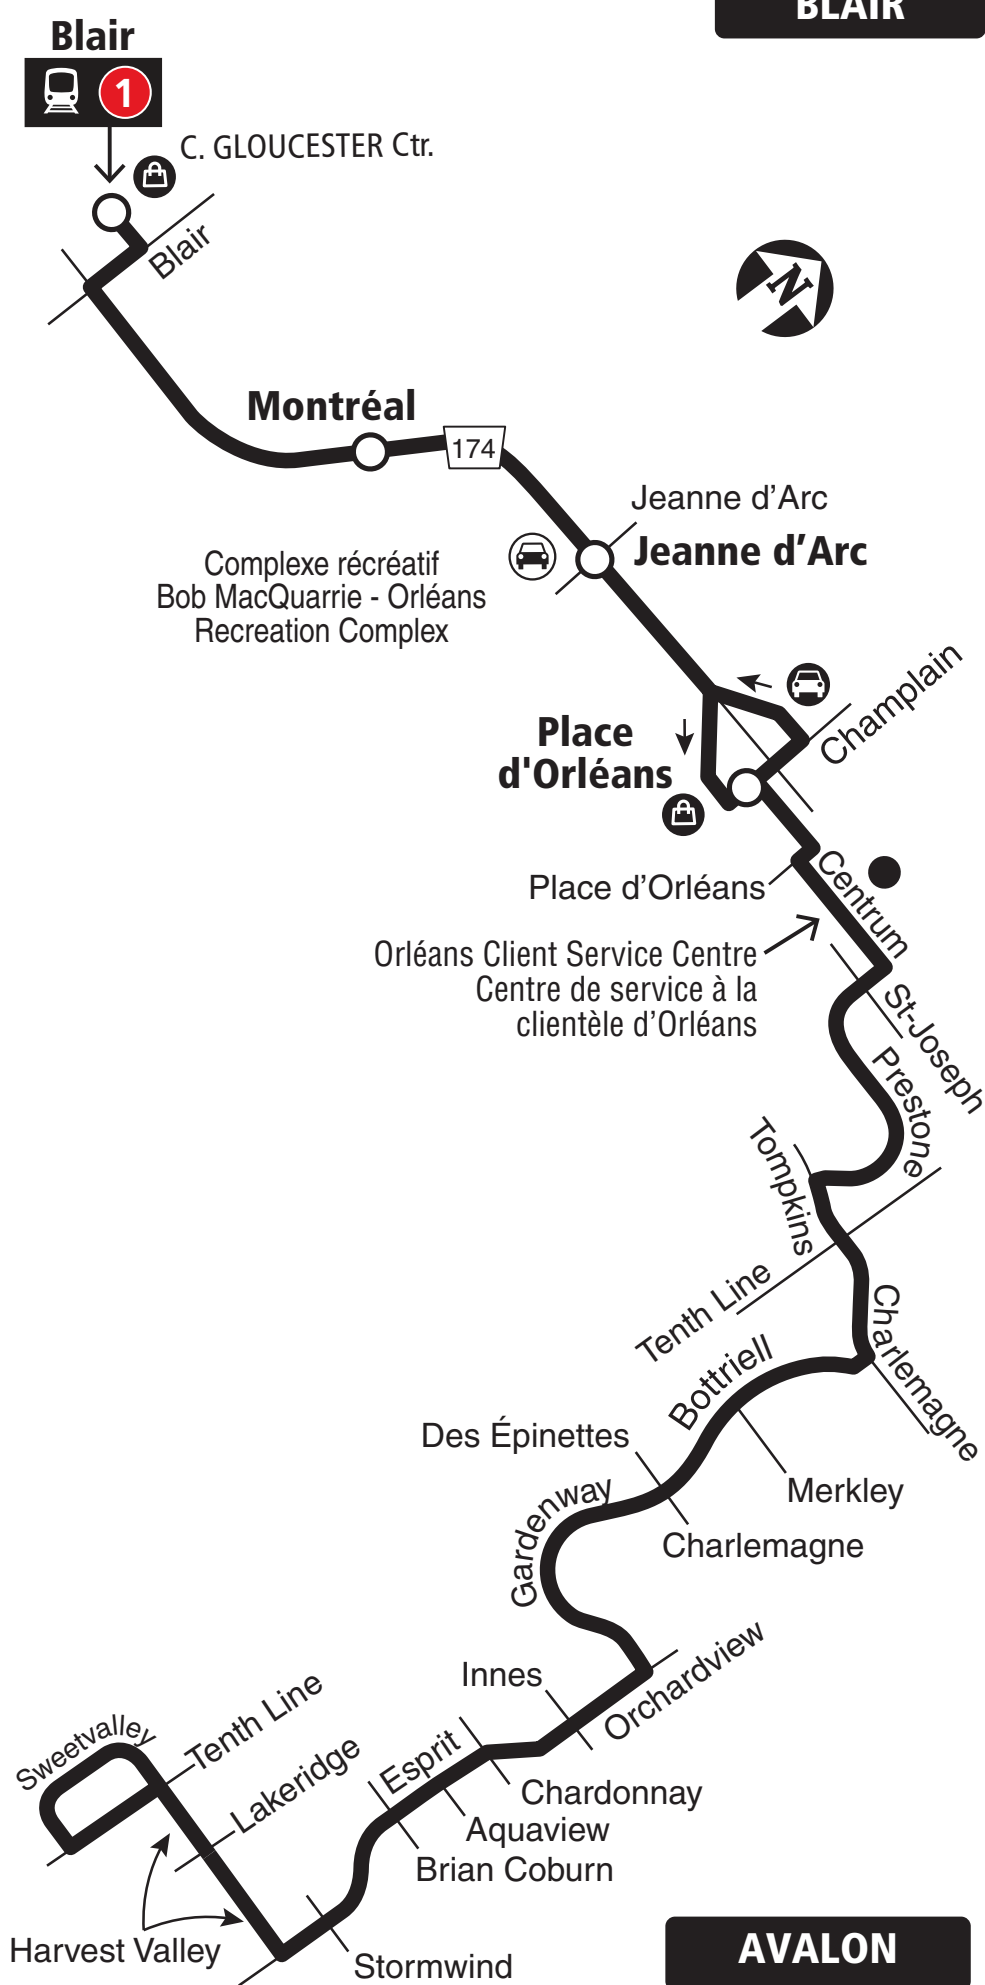 BLAIR
Blair
1
C. GLOUCESTER Ctr.
Blair
N
Montréal
174
Jeanne d’Arc
Jeanne d’Arc
Complexe récréatif
Bob MacQuarrie - Orléans
Recreation Complex
Champlain
Place
d'Orléans
Place d’Orléans
Centrum
Orléans Client Service Centre
Centre de service à la
clientèle d’Orléans
St-Joseph
Prestone
Tompkins
Tenth Line
Charlemagne
Bottriell
Des Épinettes
Merkley
Gardenway
Charlemagne
Orchardview
Innes
Tenth Line
Sweetvalley
Esprit
Lakeridge
Chardonnay
Aquaview
Brian Coburn
Harvest Valley
Stormwind
AVALON